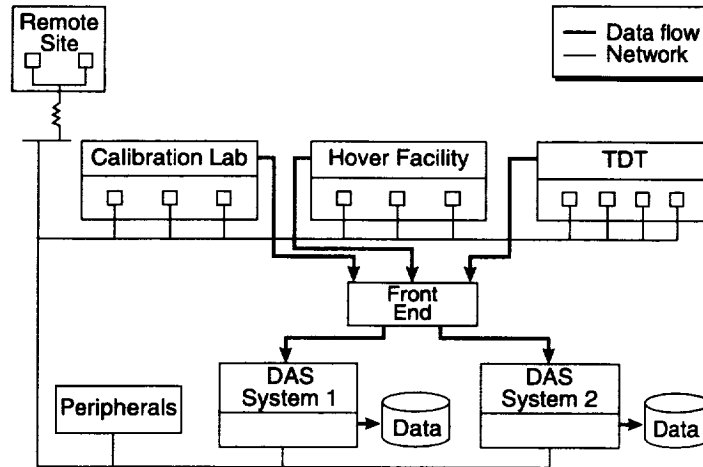 Remote
Site
Data flow
Network
Calibration Lab
Hover Facility
TDT
Front
End
DAS
System 1
DAS
System 2
Peripherals
Data
Data